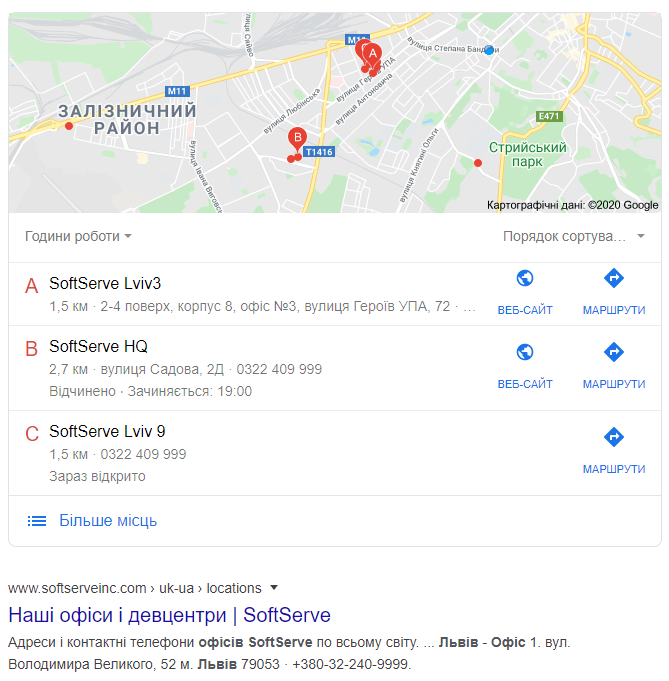 вулиця Сяйво
M11
вулиця Степана Бандери
A
вулиця Героїв УПА
M11
ЗАЛІЗНИЧНИЙ
РАЙОН
вулиця Любінська
вулиця Антоновича
E471
B
T1416
Стрийський
парк
вулиця Княгині Ольги
вулиця Івана Виговськ
Картографічні дані: ©2020 Google
Години роботи
Порядок сортува…
A SoftServe Lviv3
1,5 км · 2-4 поверх, корпус 8, офіс №3, вулиця Героїв УПА, 72 · …
ВЕБ-САЙТ МАРШРУТИ
B SoftServe HQ
2,7 км · вулиця Садова, 2Д · 0322 409 999
Відчинено · Зачиняється: 19:00
ВЕБ-САЙТ МАРШРУТИ
C SoftServe Lviv 9
1,5 км · 0322 409 999
Зараз відкрито
МАРШРУТИ
Більше місць
www.softserveinc.com › uk-ua › locations
Наші офіси і девцентри | SoftServe
Адреси і контактні телефони офісів SoftServe по всьому світу. ... Львів - Офіс 1. вул.
Володимира Великого, 52 м. Львів 79053 · +380-32-240-9999.